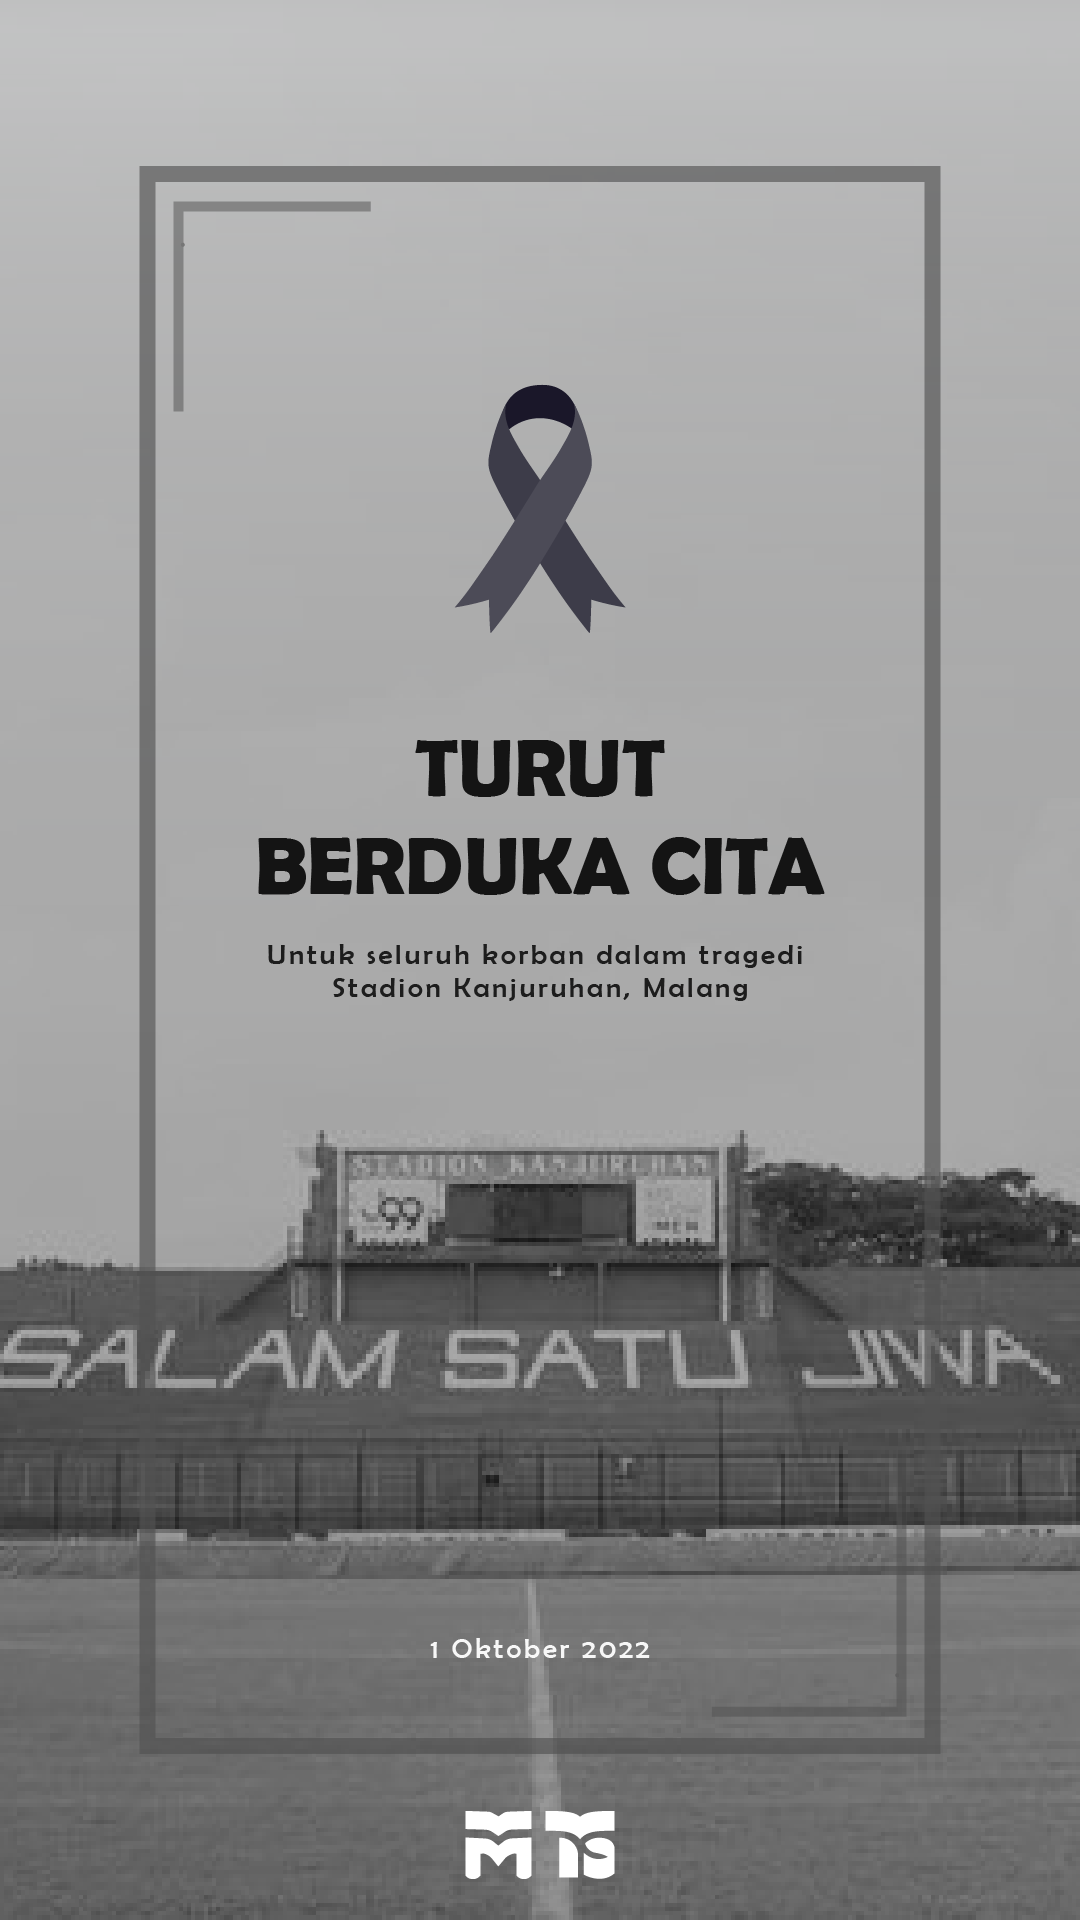 TURUT
BERDUKA CITA
Untuk seluruh korban dalam tragedi
Stadion Kanjuruhan, Malang
STADION KANJURUHAN
99
SALAM SATU JIWA
1 Oktober 2022